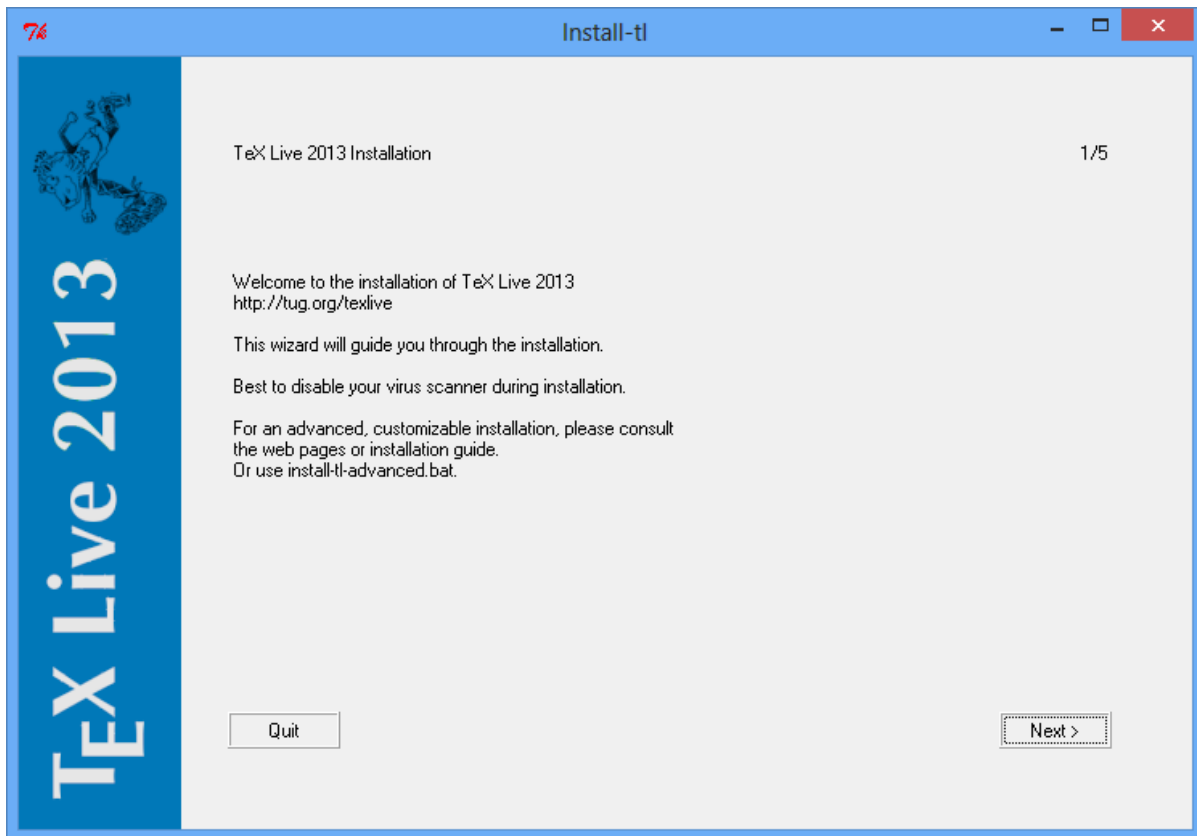 Install-tl
TeX Live 2013
TeX Live 2013 Installation
1/5
Welcome to the installation of TeX Live 2013
http://tug.org/texlive
This wizard will guide you through the installation.
Best to disable your virus scanner during installation.
For an advanced, customizable installation, please consult
the web pages or installation guide.
Or use install-tl-advanced.bat.
Quit
Next >